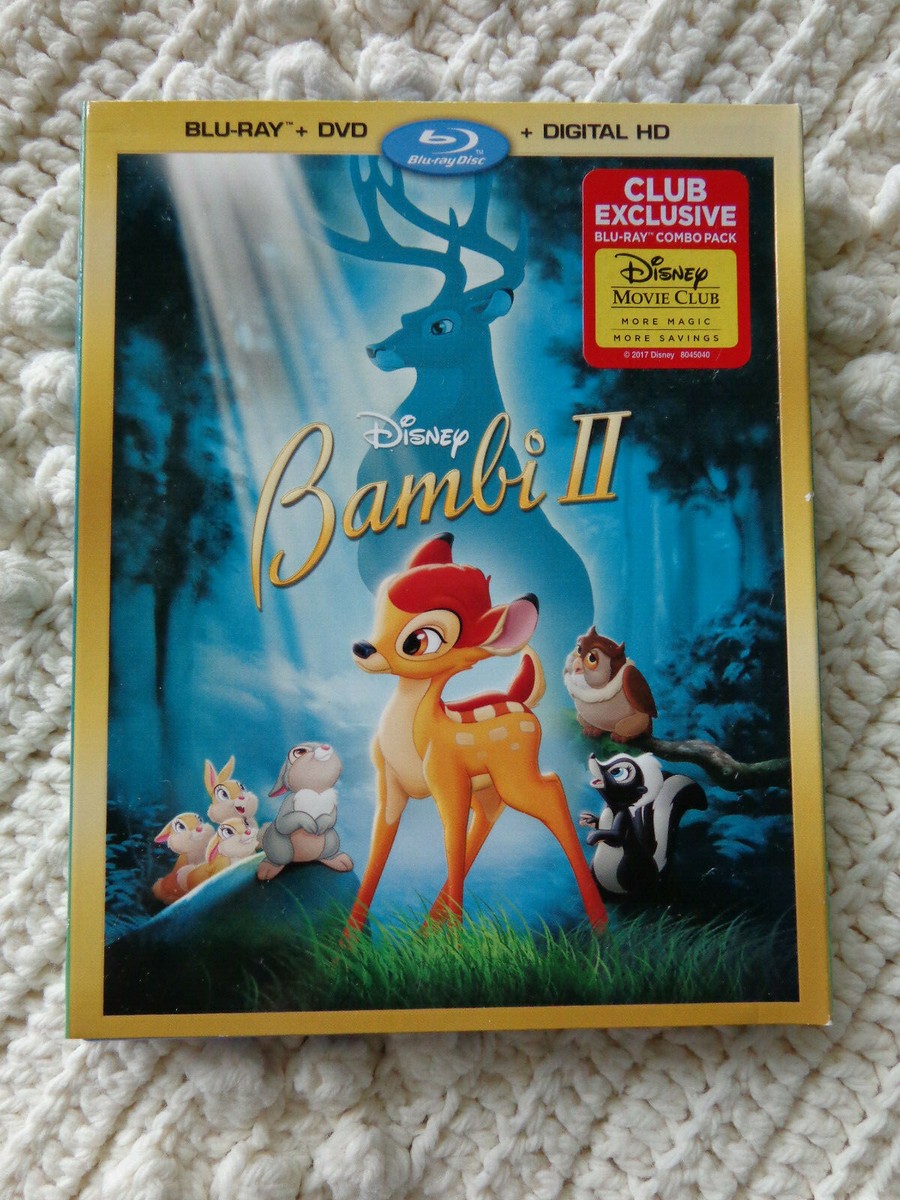 BLU-RAY™ + DVD
Blu-ray Disc™
+ DIGITAL HD
CLUB
EXCLUSIVE
BLU-RAY™ COMBO PACK
Disney
MOVIE CLUB
MORE MAGIC
MORE SAVINGS
© 2017 Disney 8045040
Disney
Bambi II